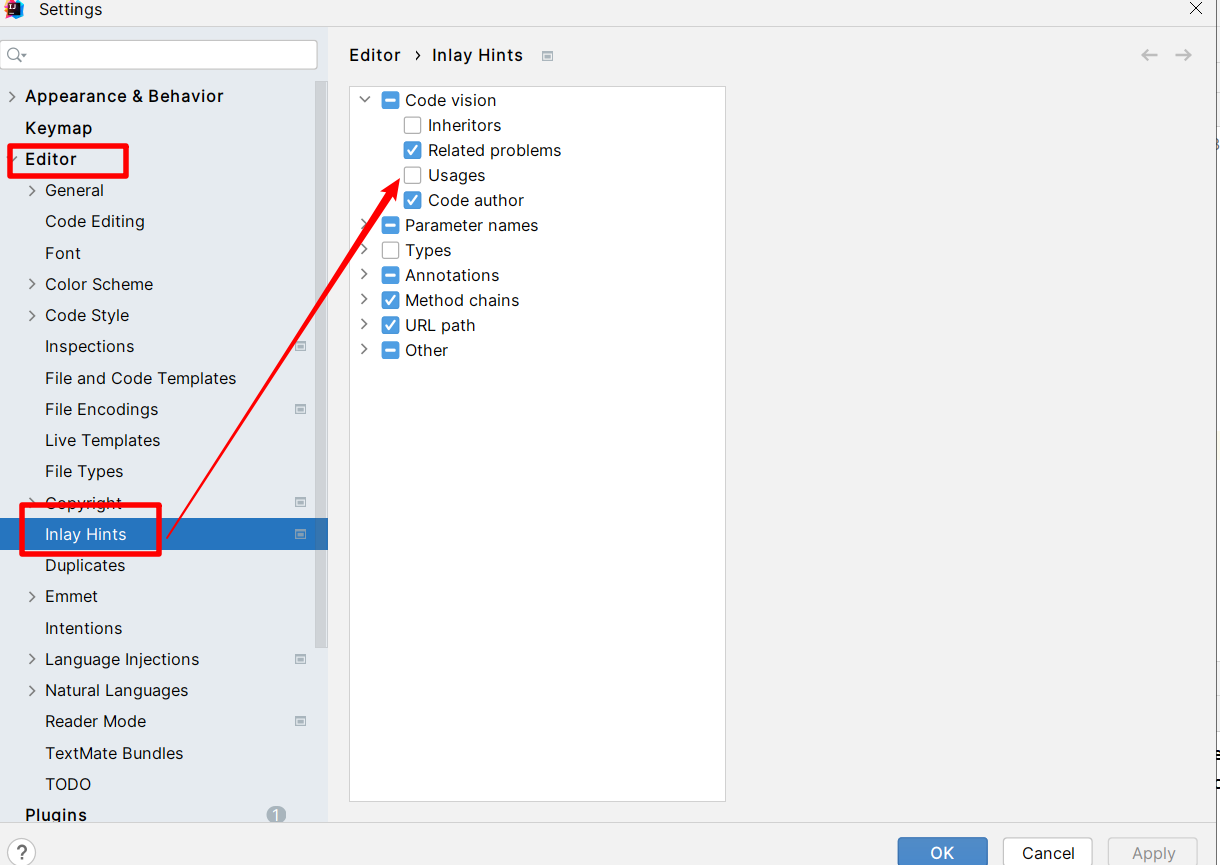 Settings
Appearance & Behavior
Keymap
Editor
General
Code Editing
Font
Color Scheme
Code Style
Inspections
File and Code Templates
File Encodings
Live Templates
File Types
Copyright
Inlay Hints
Duplicates
Emmet
Intentions
Language Injections
Natural Languages
Reader Mode
TextMate Bundles
TODO
Plugins 1
Editor › Inlay Hints
Code vision
Inheritors
Related problems
Usages
Code author
Parameter names
Types
Annotations
Method chains
URL path
Other
?
OK
Cancel
Apply